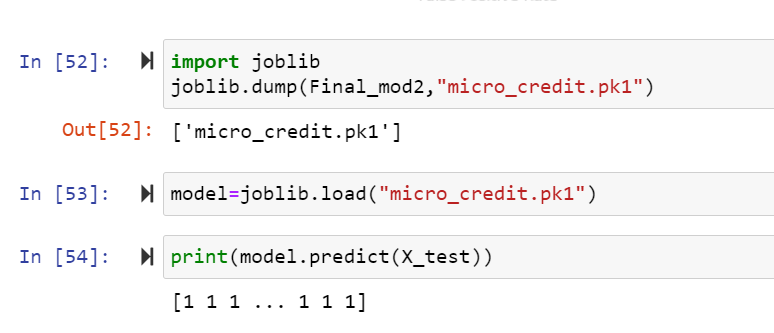 In [52]: import joblib
joblib.dump(Final_mod2,"micro_credit.pk1")
Out[52]: ['micro_credit.pk1']
In [53]: model=joblib.load("micro_credit.pk1")
In [54]: print(model.predict(X_test))
[1 1 1 ... 1 1 1]